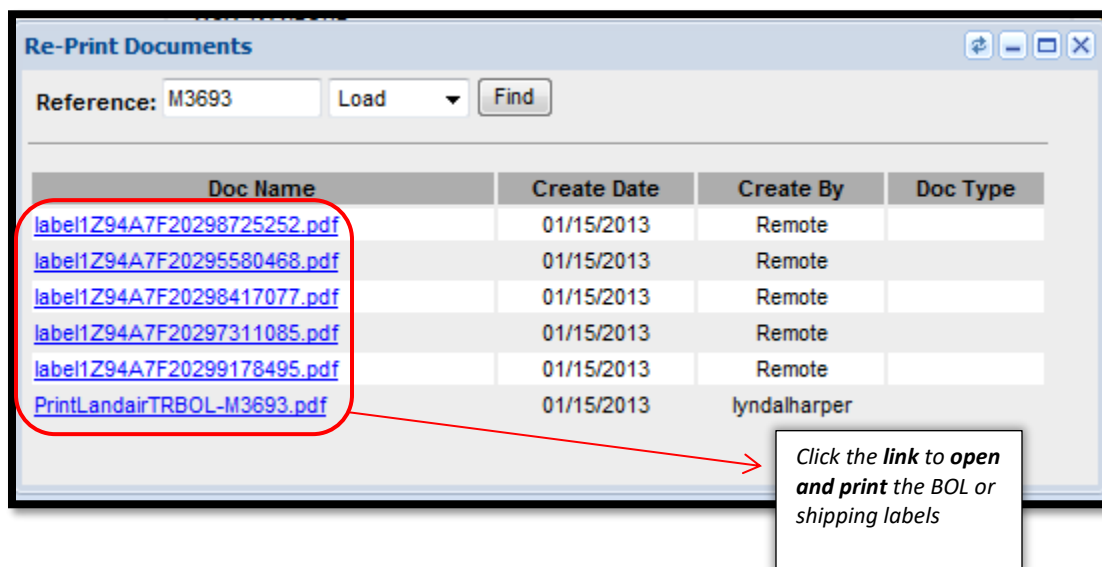 Re-Print Documents
Reference: M3693 Load Find
Doc Name Create Date Create By Doc Type
label1Z94A7F20298725252.pdf 01/15/2013 Remote
label1Z94A7F20295580468.pdf 01/15/2013 Remote
label1Z94A7F20298417077.pdf 01/15/2013 Remote
label1Z94A7F20297311085.pdf 01/15/2013 Remote
label1Z94A7F20299178495.pdf 01/15/2013 Remote
PrintLandairTRBOL-M3693.pdf 01/15/2013 lyndalharper
Click the link to open
and print the BOL or
shipping labels